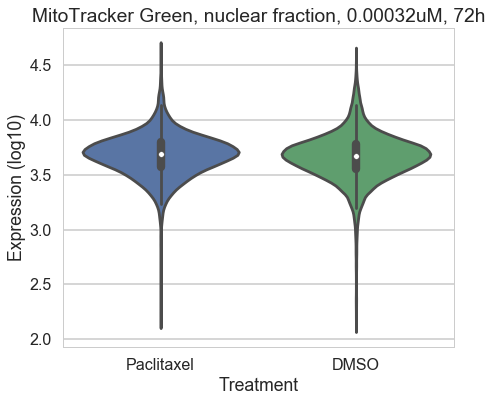 MitoTracker Green, nuclear fraction, 0.00032uM, 72h
Expression (log10)
4.5
4.0
3.5
3.0
2.5
2.0
Paclitaxel DMSO
Treatment